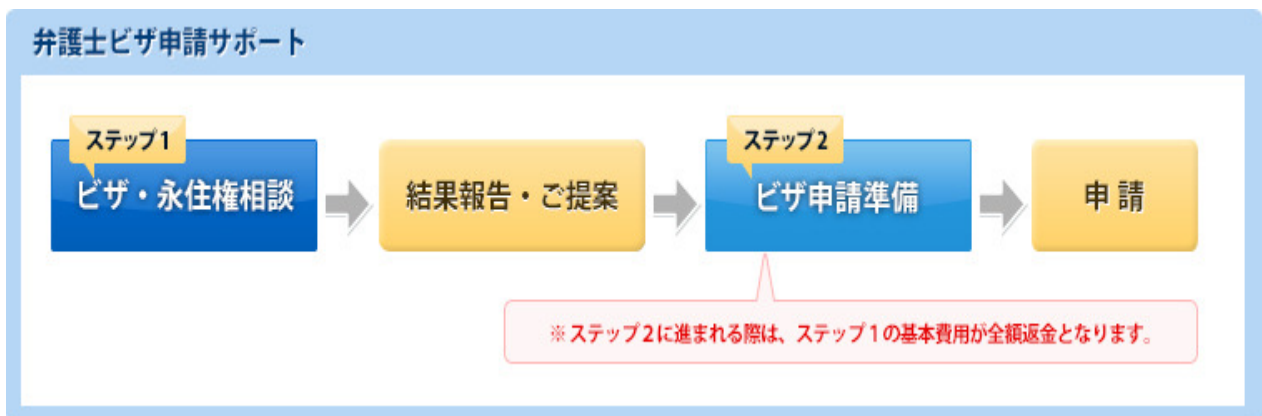 弁護士ビザ申請サポート
ステップ1
ビザ・永住権相談
結果報告・ご提案
ステップ2
ビザ申請準備
申 請
※ステップ2に進まれる際は、ステップ1の基本費用が全額返金となります。